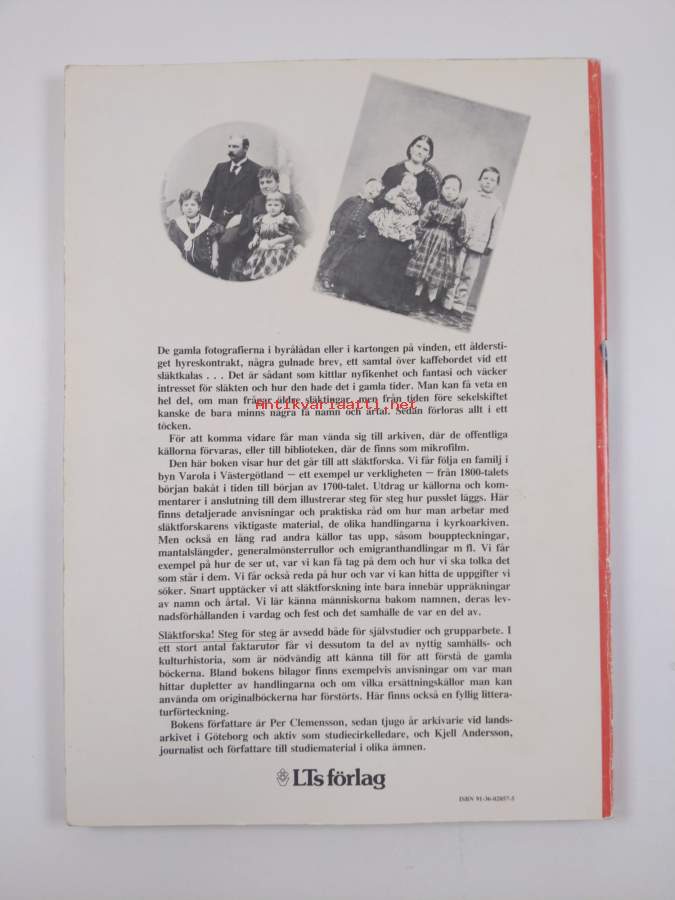 De gamla fotografierna i byrålådan eller i kartongen på vinden, ett åldersti-
get hyreskontrakt, några gulnade brev, ett samtal över kaffebordet vid ett
släktkalas . . . Det är sådant som kittlar nyfikenhet och fantasi och väcker
intresset för släkten och hur den hade det i gamla tider. Man kan få veta en
hel del, om man frågar äldre släktingar, men från tiden före sekelskiftet
Antikvariaatti.net
kanske de bara minns några få namn och årtal. Sedan förloras allt i ett
töcken.
För att komma vidare får man vända sig till arkiven, där de offentliga
källorna förvaras, eller till biblioteken, där de finns som mikrofilm.
Den här boken visar hur det går till att släktforska. Vi får följa en familj i
byn Varola i Västergötland – ett exempel ur verkligheten – från 1800-talets
början bakåt i tiden till början av 1700-talet. Utdrag ur källorna och kom-
mentarer i anslutning till dem illustrerar steg för steg hur pusslet läggs. Här
finns detaljerade anvisningar och praktiska råd om hur man arbetar med
släktforskarens viktigaste material, de olika handlingarna i kyrkoarkiven.
Men också en lång rad andra källor tas upp, såsom bouppteckningar,
mantalslängder, generalmönsterrullor och emigranthandlingar m fl. Vi får
exempel på hur de ser ut, var vi kan få tag på dem och hur vi ska tolka det
som står i dem. Vi får också reda på hur och var vi kan hitta de uppgifter vi
söker. Snart upptäcker vi att släktforskning inte bara innebär uppräkningar
av namn och årtal. Vi lär känna människorna bakom namnen, deras lev-
nadsförhållanden i vardag och fest och det samhälle de var en del av.
Släktforska! Steg för steg är avsedd både för självstudier och grupparbete. I
ett stort antal faktarutor får vi dessutom ta del av nyttig samhälls- och
kulturhistoria, som är nödvändig att känna till för att förstå de gamla
böckerna. Bland bokens bilagor finns exempelvis anvisningar om var man
hittar dupletter av handlingarna och om vilka ersättningskällor man kan
använda om originalböckerna har förstörts. Här finns också en fyllig littera-
turförteckning.
Bokens författare är Per Clemensson, sedan tjugo år arkivarie vid lands-
arkivet i Göteborg och aktiv som studiecirkelledare, och Kjell Andersson,
journalist och författare till studiematerial i olika ämnen.
LTs förlag
ISBN 91-36-02057-5